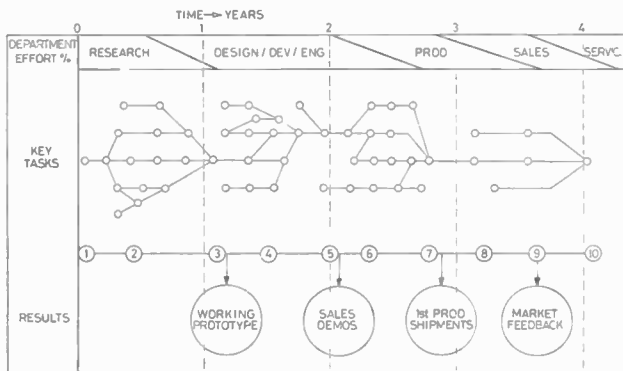 TIME → YEARS
0 1 2 3 4
DEPARTMENT
EFFORT %
RESEARCH DESIGN / DEV / ENG PROD SALES SERV'C.
KEY
TASKS
1 2 3 4 5 6 7 8 9 10
RESULTS
WORKING
PROTOTYPE
SALES
DEMOS
1st PROD
SHIPMENTS
MARKET
FEEDBACK